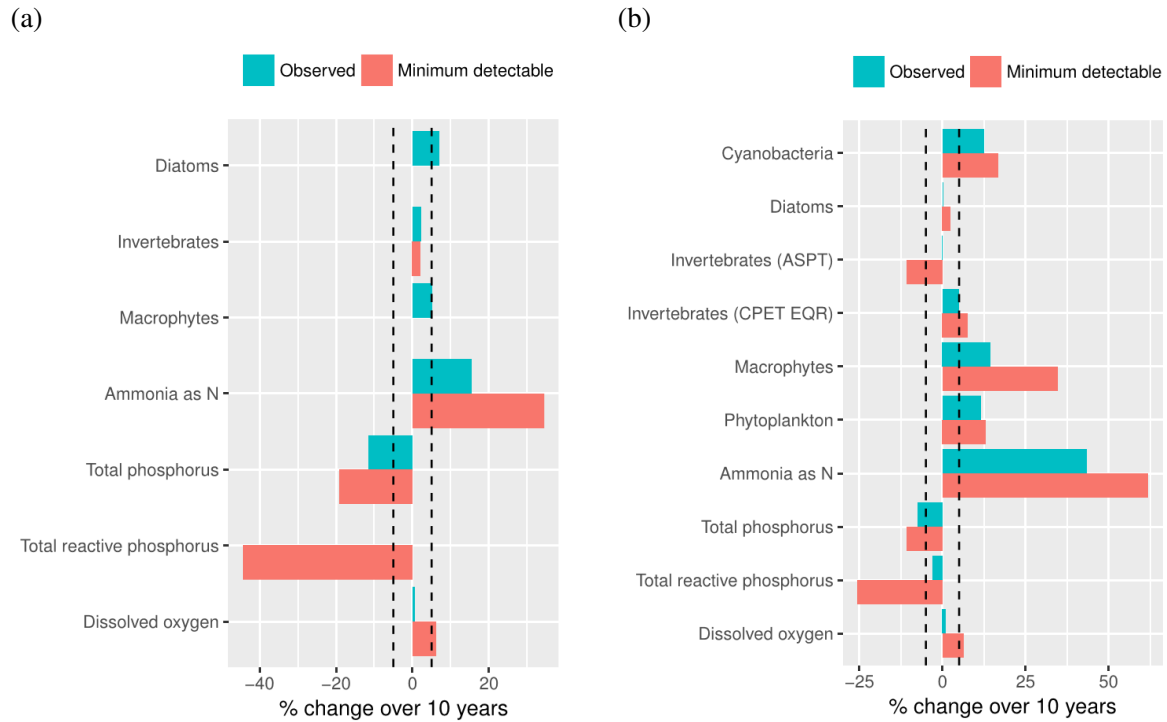 (a)
Observed Minimum detectable
Diatoms
Invertebrates
Macrophytes
Ammonia as N
Total phosphorus
Total reactive phosphorus
Dissolved oxygen
−40 −20 0 20
% change over 10 years
(b)
Observed Minimum detectable
Cyanobacteria
Diatoms
Invertebrates (ASPT)
Invertebrates (CPET EQR)
Macrophytes
Phytoplankton
Ammonia as N
Total phosphorus
Total reactive phosphorus
Dissolved oxygen
−25 0 25 50
% change over 10 years